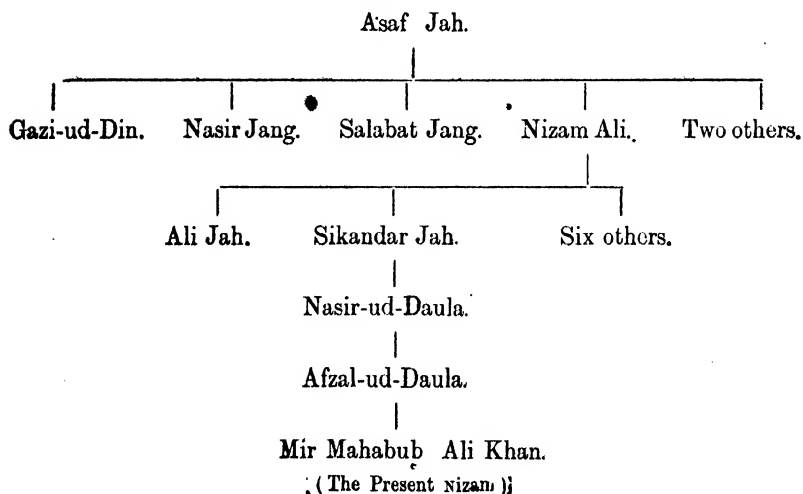 Asaf Jah.
Gazi-ud-Din. Nasir Jang. Salabat Jang. Nizam Ali. Two others.
Ali Jah. Sikandar Jah. Six others.
Nasir-ud-Daula.
Afzal-ud-Daula.
Mir Mahabub Ali Khan.
(The Present Nizam)